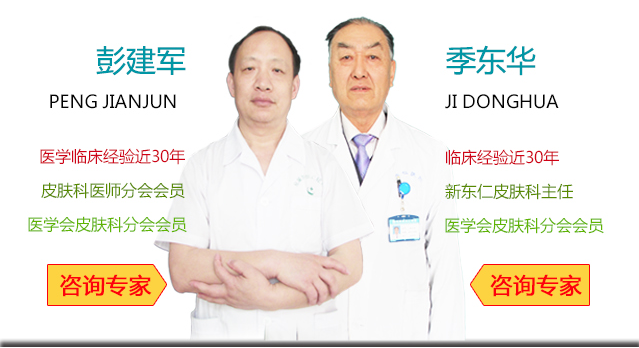 彭建军
PENG JIANJUN
医学临床经验近30年
皮肤科医师分会会员
医学会皮肤科分会会员
咨询专家
季东华
JI DONGHUA
临床经验近30年
新东仁皮肤科主任
医学会皮肤科分会会员
咨询专家